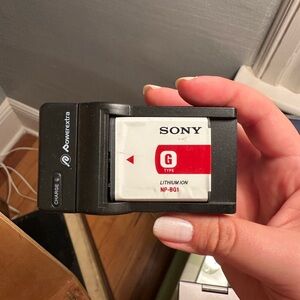 Powerextra
CHARGE
SONY
G
TYPE
LITHIUM ION
NP-BG1